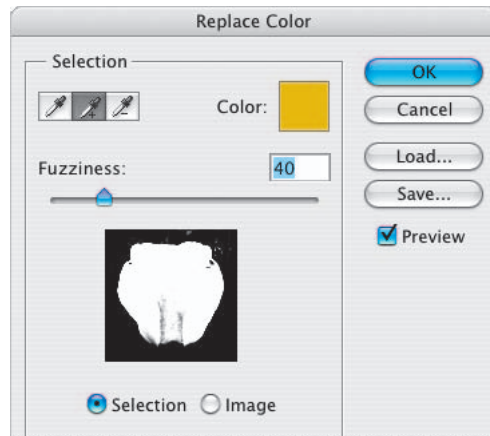 Replace Color
Selection
Color:
Fuzziness:
40
Selection
Image
OK
Cancel
Load...
Save...
Preview